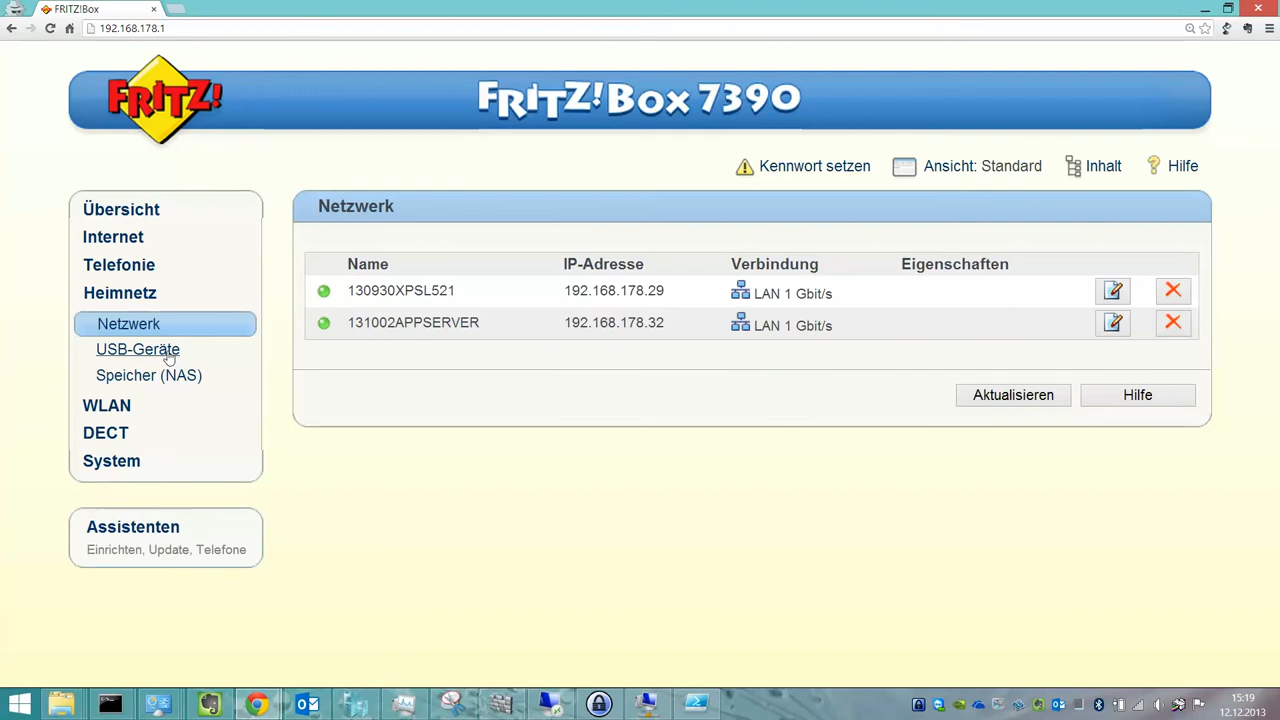 FRITZ!Box
192.168.178.1
FRITZ!
FRITZ!Box 7390
Kennwort setzen
Ansicht: Standard
Inhalt
Hilfe
Übersicht
Internet
Telefonie
Heimnetz
Netzwerk
USB-Geräte
Speicher (NAS)
WLAN
DECT
System
Assistenten
Einrichten, Update, Telefone
Netzwerk
Name IP-Adresse Verbindung Eigenschaften
130930XPSL521 192.168.178.29 LAN 1 Gbit/s
131002APPSERVER 192.168.178.32 LAN 1 Gbit/s
Aktualisieren
Hilfe
15:19
12.12.2013